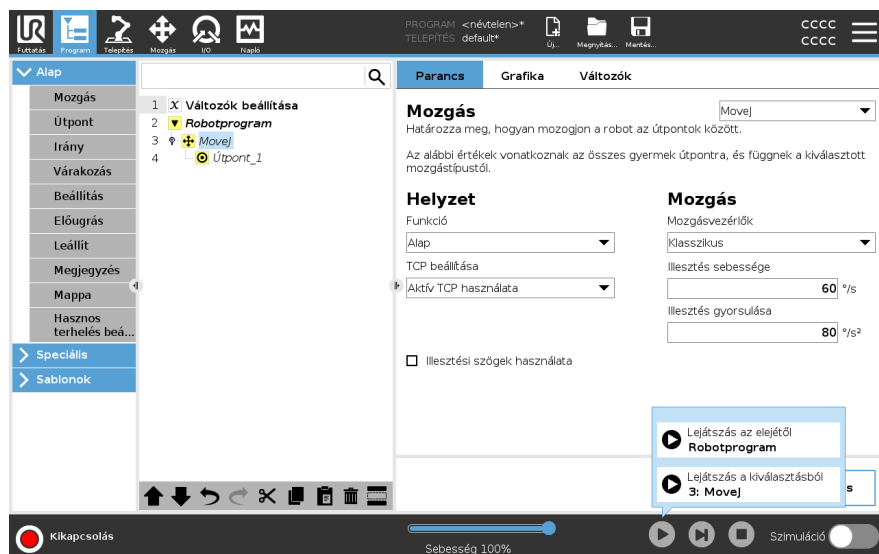 UR
Futtatás
Program
Telepítés
Mozgás
I/O
Napló
PROGRAM <névtelen>*
TELEPÍTÉS default*
Új...
Megnyitás...
Mentés...
CCCC
CCCC
Alap
Mozgás
Útpont
Irány
Várakozás
Beállítás
Előugrás
Leállít
Megjegyzés
Mappa
Hasznos
terhelés beá...
Speciális
Sablonok
1 X Változók beállítása
2 Robotprogram
3 MoveJ
4 Útpont_1
Parancs
Grafika
Változók
Mozgás
MoveJ
Határozza meg, hogyan mozogjon a robot az útpontok között.
Az alábbi értékek vonatkoznak az összes gyermek útpontra, és függnek a kiválasztott
mozgástípustól.
Helyzet
Funkció
Alap
TCP beállítása
Aktív TCP használata
Illesztési szögek használata
Mozgás
Mozgásvezérlők
Klasszikus
Illesztés sebessége
60 °/s
Illesztés gyorsulása
80 °/s²
Lejátszás az elejétől
Robotprogram
Lejátszás a kiválasztásból
3: MoveJ
s
Kikapcsolás
Sebesség 100%
Szimuláció